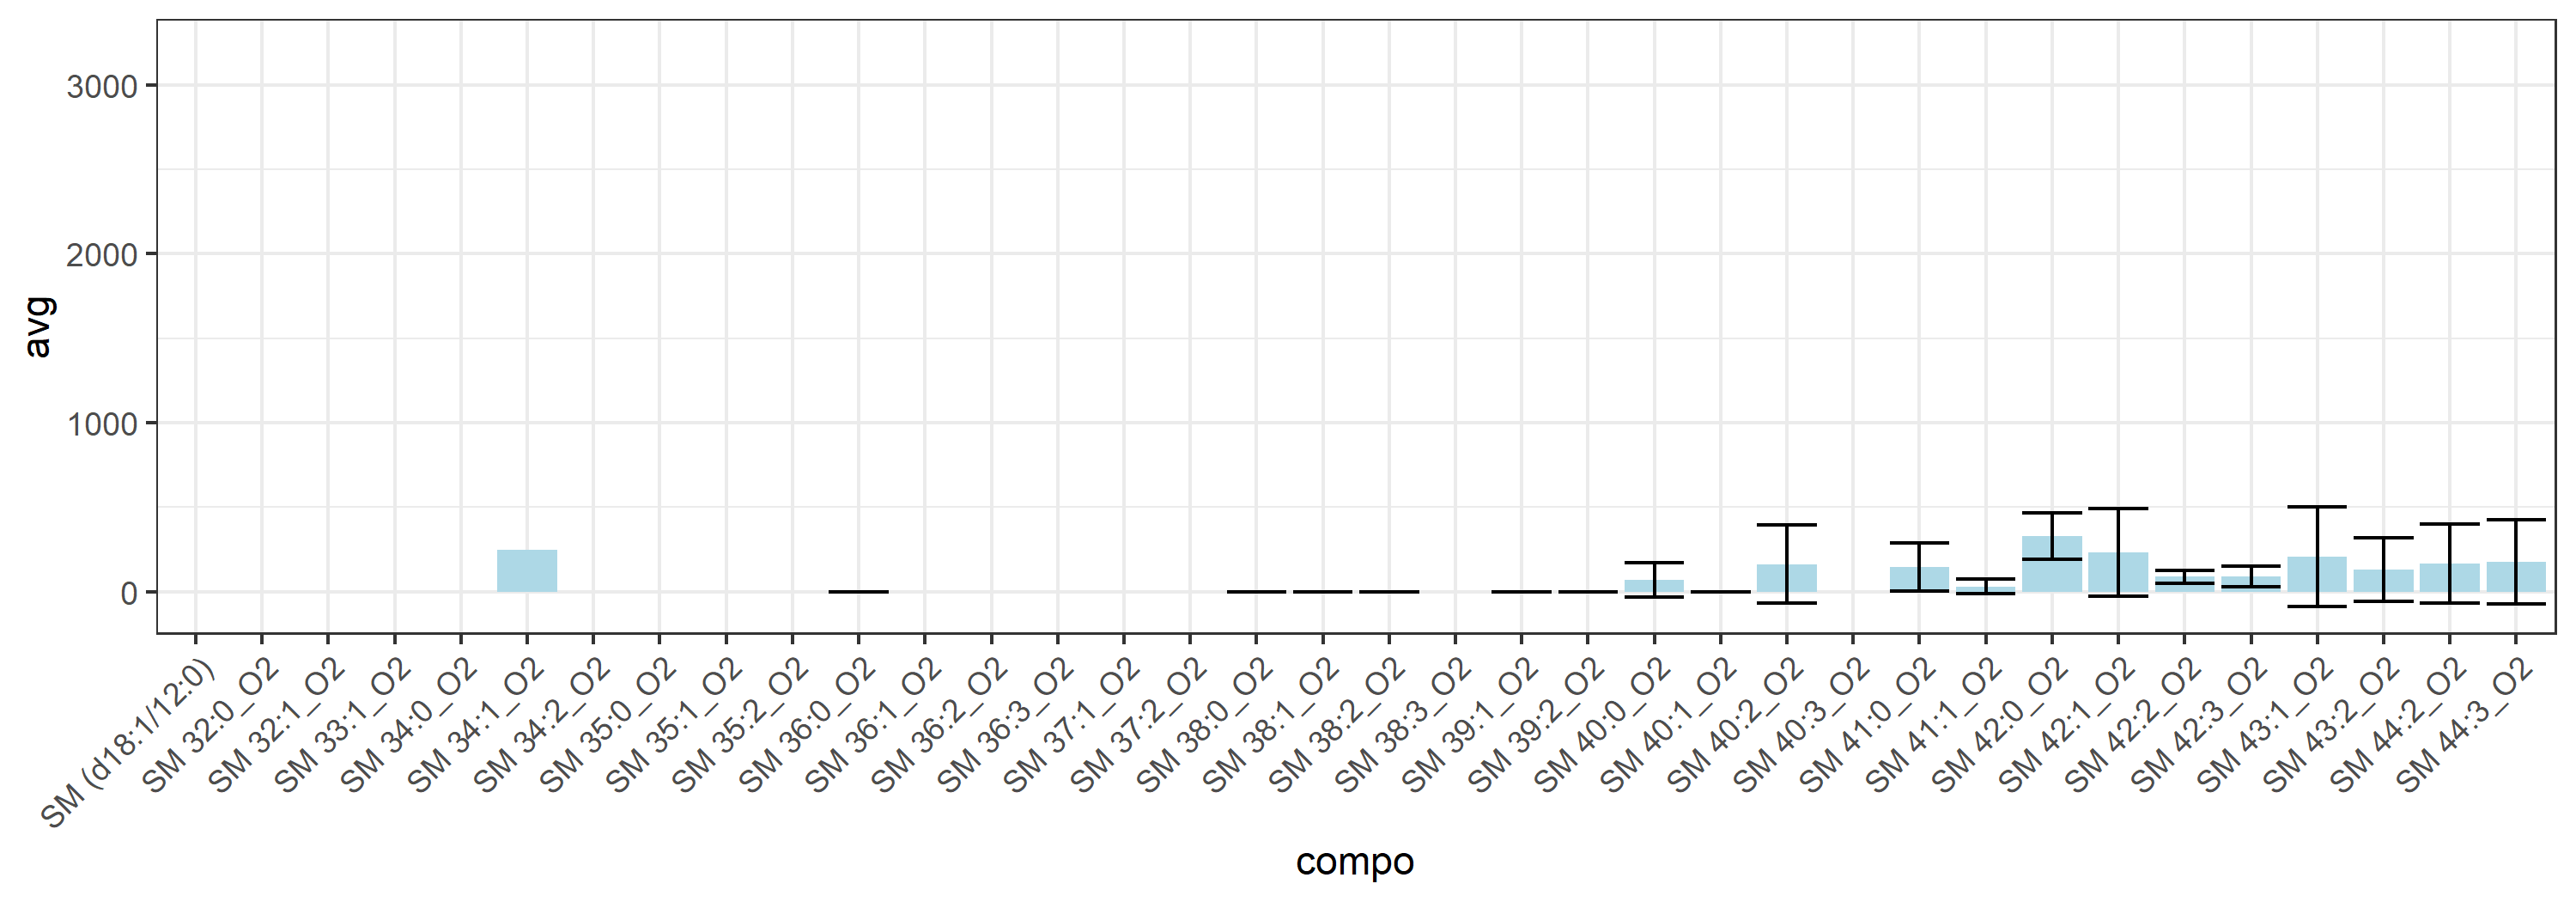 3000
2000
1000
0
avg
SM (d18:1/12:0)
SM 32:0_O2
SM 32:1_O2
SM 33:1_O2
SM 34:0_O2
SM 34:1_O2
SM 34:2_O2
SM 35:0_O2
SM 35:1_O2
SM 35:2_O2
SM 36:0_O2
SM 36:1_O2
SM 36:2_O2
SM 36:3_O2
SM 37:1_O2
SM 37:2_O2
SM 38:0_O2
SM 38:1_O2
SM 38:2_O2
SM 38:3_O2
SM 39:1_O2
SM 39:2_O2
SM 40:0_O2
SM 40:1_O2
SM 40:2_O2
SM 40:3_O2
SM 41:0_O2
SM 41:1_O2
SM 42:0_O2
SM 42:1_O2
SM 42:2_O2
SM 42:3_O2
SM 43:1_O2
SM 43:2_O2
SM 44:2_O2
SM 44:3_O2
compo